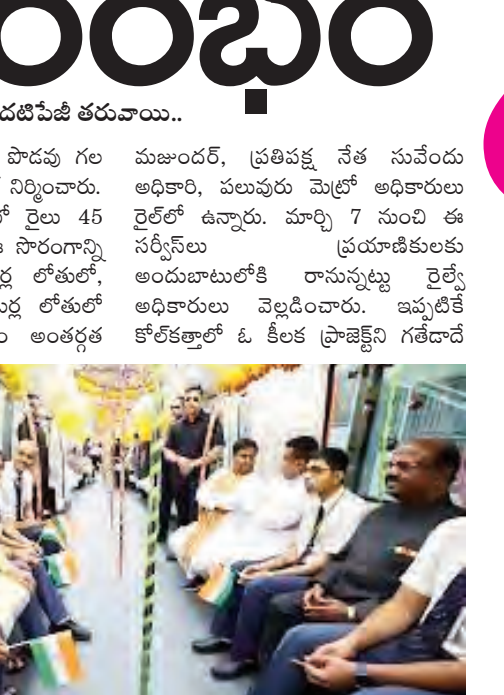 రంభం
దటిపేజీ తరువాయి..
పొడవు గల
నిర్మించారు.
లో రైలు 45
ఈ సొరంగాన్ని
లోతులో,
లోతులో
అంతర్గత
మజుందర్, ప్రతిపక్ష నేత సువేందు
అధికారి, పలువురు మెట్రో అధికారులు
రైల్‌లో ఉన్నారు. మార్చి 7 నుంచి ఈ
సర్వీస్‌లు ప్రయాణికులకు
అందుబాటులోకి రానున్నట్టు రైల్వే
అధికారులు వెల్లడించారు. ఇప్పటికే
కోల్‌కత్తాలో ఓ కీలక ప్రాజెక్ట్‌ని గతేడాదే